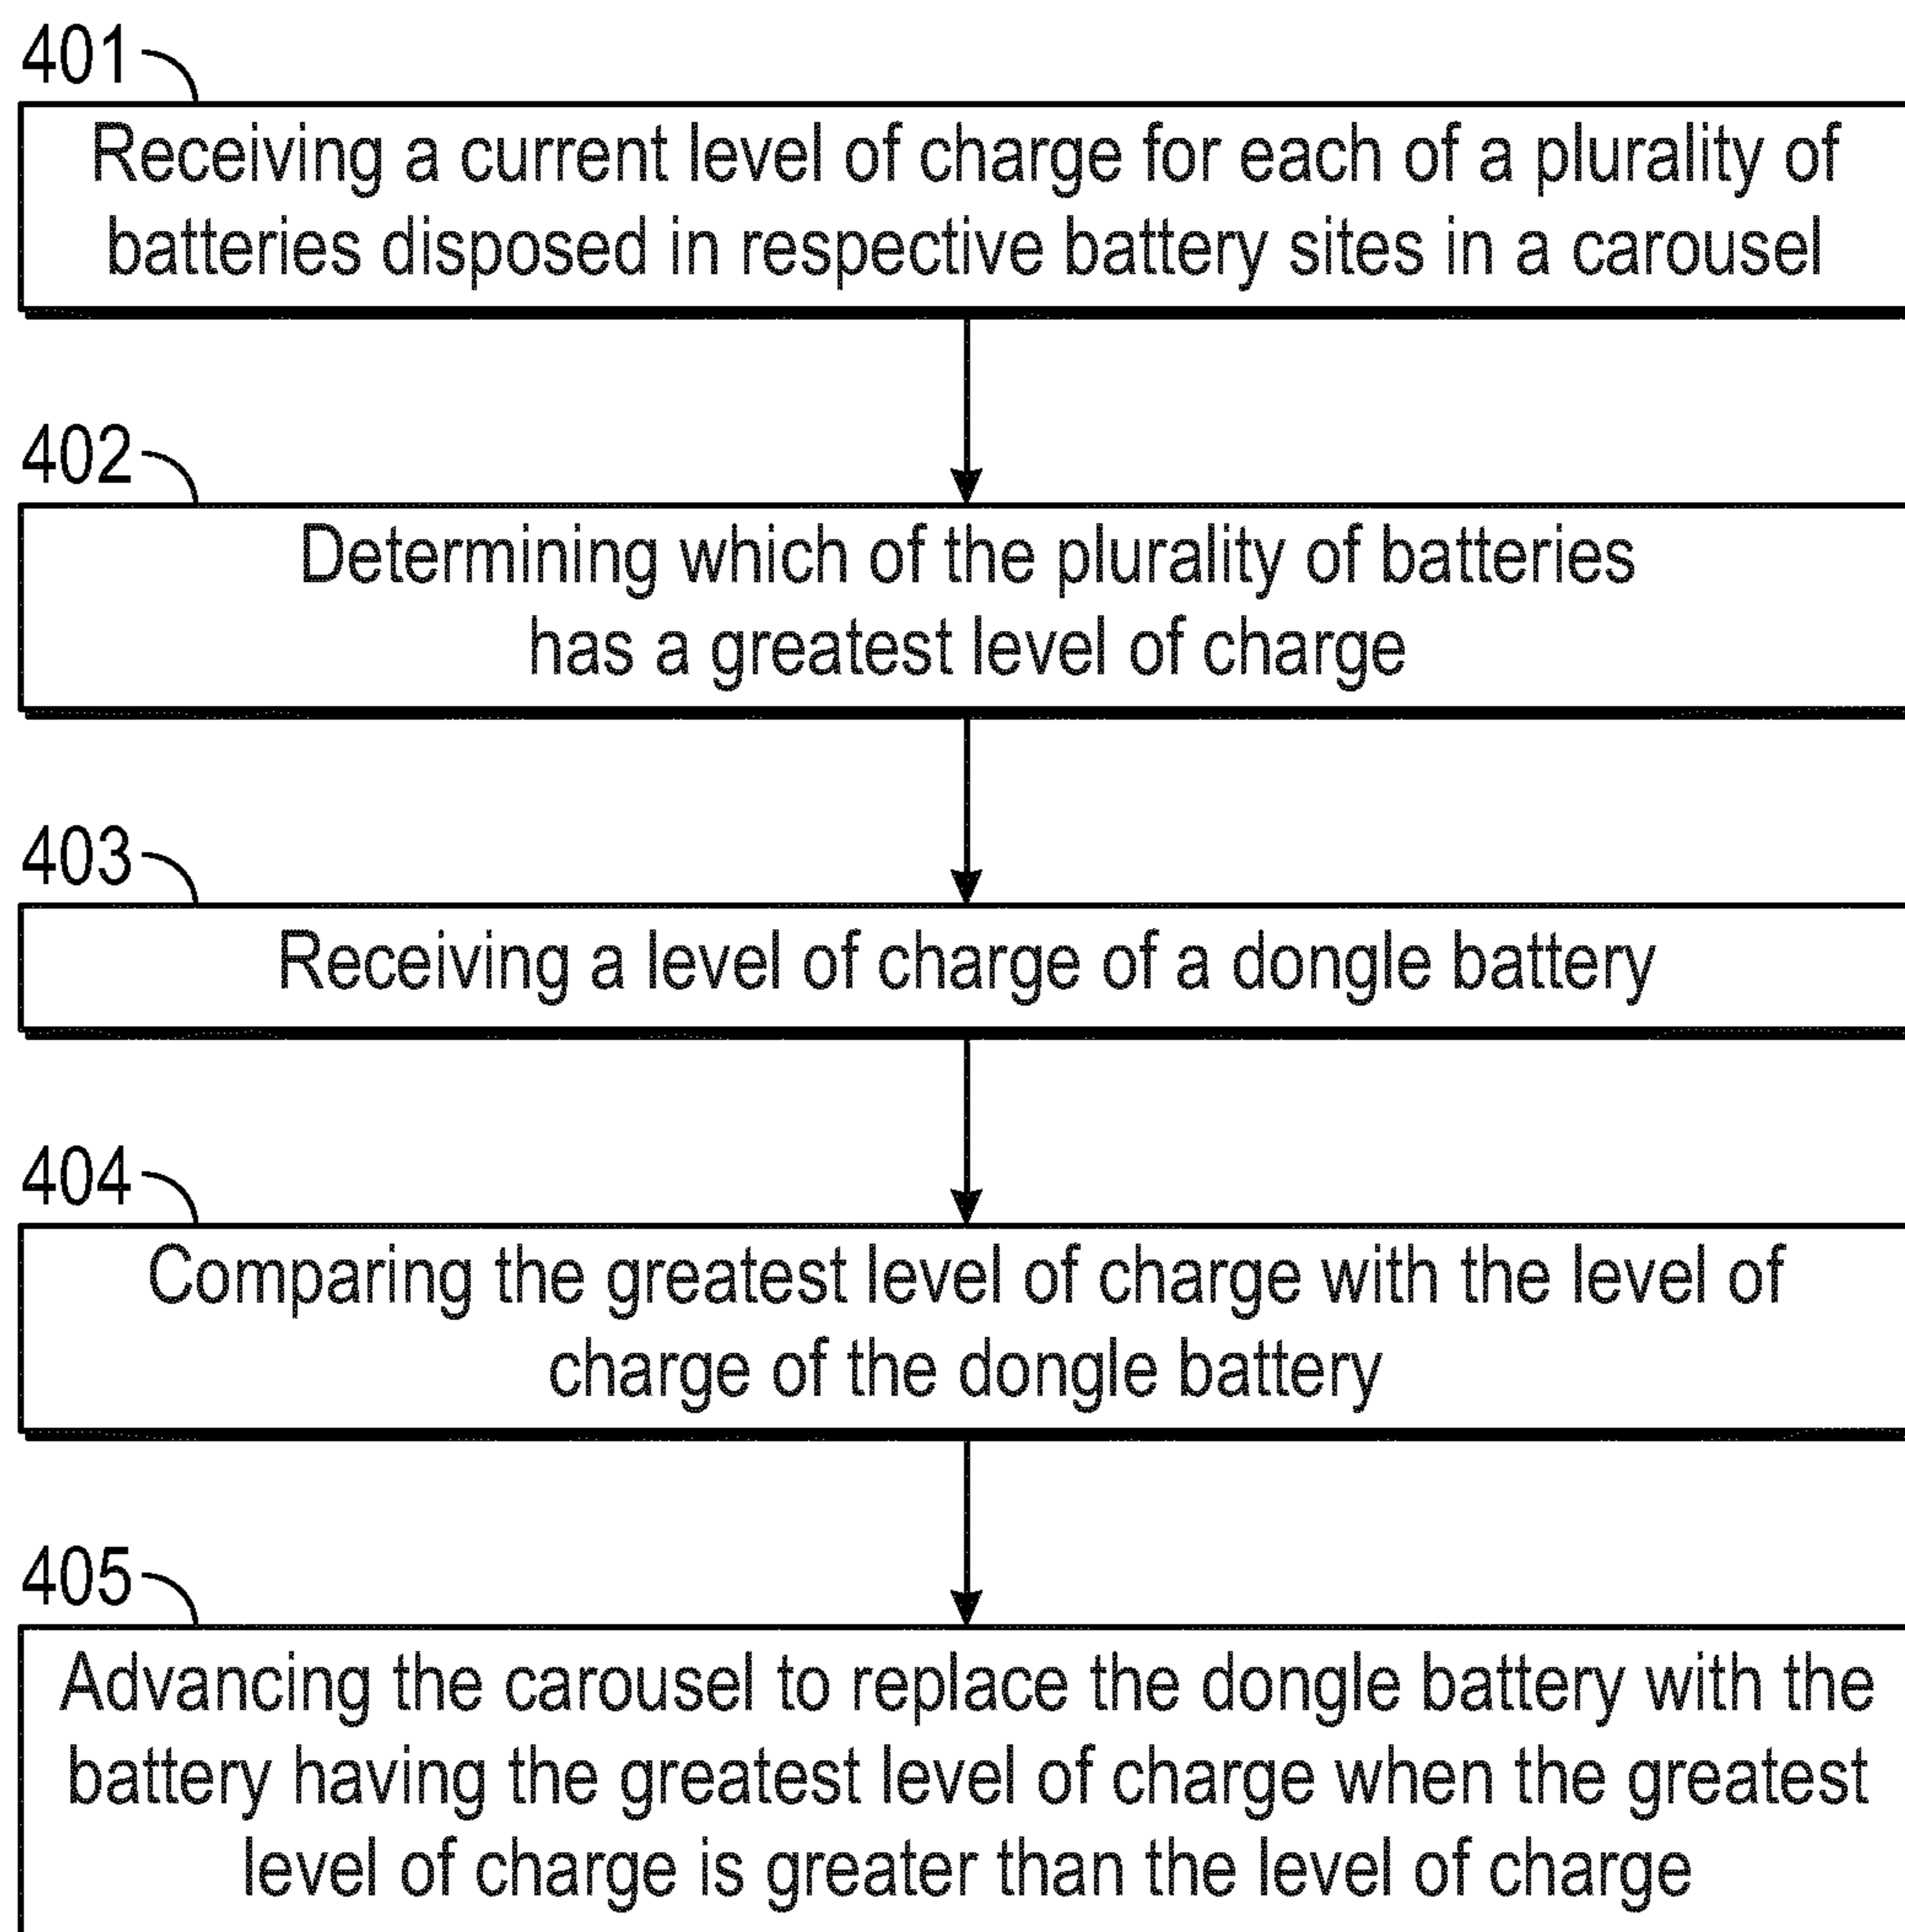 401
Receiving a current level of charge for each of a plurality of
batteries disposed in respective battery sites in a carousel
402
Determining which of the plurality of batteries
has a greatest level of charge
403
Receiving a level of charge of a dongle battery
404
Comparing the greatest level of charge with the level of
charge of the dongle battery
405
Advancing the carousel to replace the dongle battery with the
battery having the greatest level of charge when the greatest
level of charge is greater than the level of charge